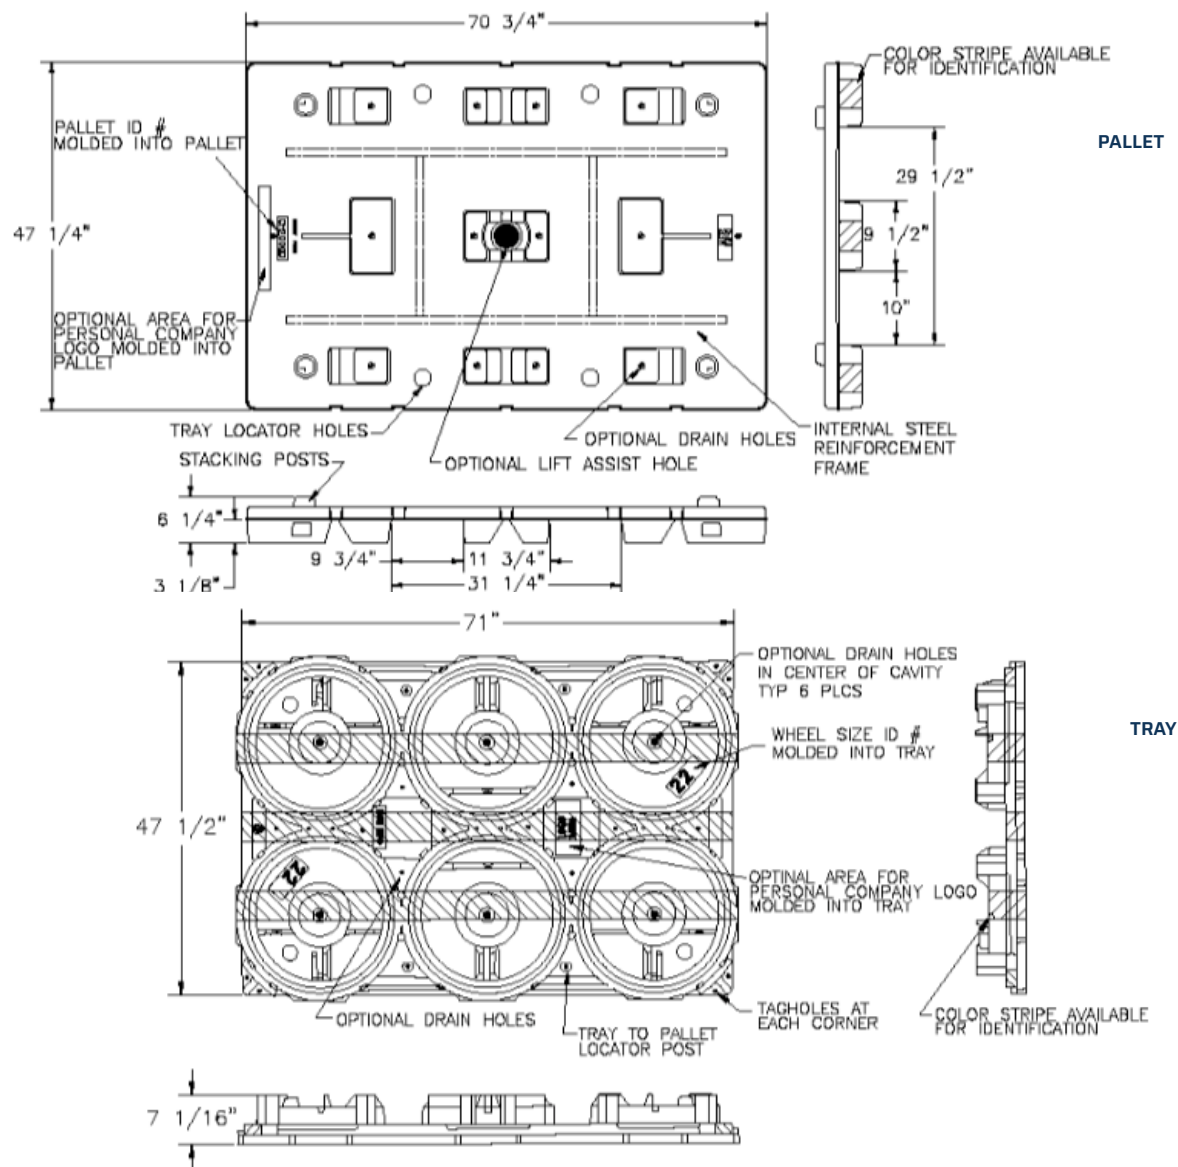 70 3/4"
COLOR STRIPE AVAILABLE
FOR IDENTIFICATION
PALLET
PALLET ID #
MOLDED INTO PALLET
29 1/2"
47 1/4"
9 1/2"
10"
OPTIONAL AREA FOR
PERSONAL COMPANY
LOGO MOLDED INTO
PALLET
TRAY LOCATOR HOLES
OPTIONAL DRAIN HOLES
INTERNAL STEEL
REINFORCEMENT
FRAME
STACKING POSTS
OPTIONAL LIFT ASSIST HOLE
6 1/4"
9 3/4"
11 3/4"
3 1/8"
31 1/4"
71"
OPTIONAL DRAIN HOLES
IN CENTER OF CAVITY
TYP 6 PLCS
TRAY
WHEEL SIZE ID #
MOLDED INTO TRAY
22
47 1/2"
22
OPTINAL AREA FOR
PERSONAL COMPANY LOGO
MOLDED INTO TRAY
TAGHOLES AT
EACH CORNER
COLOR STRIPE AVAILABLE
FOR IDENTIFICATION
OPTIONAL DRAIN HOLES
TRAY TO PALLET
LOCATOR POST
7 1/16"